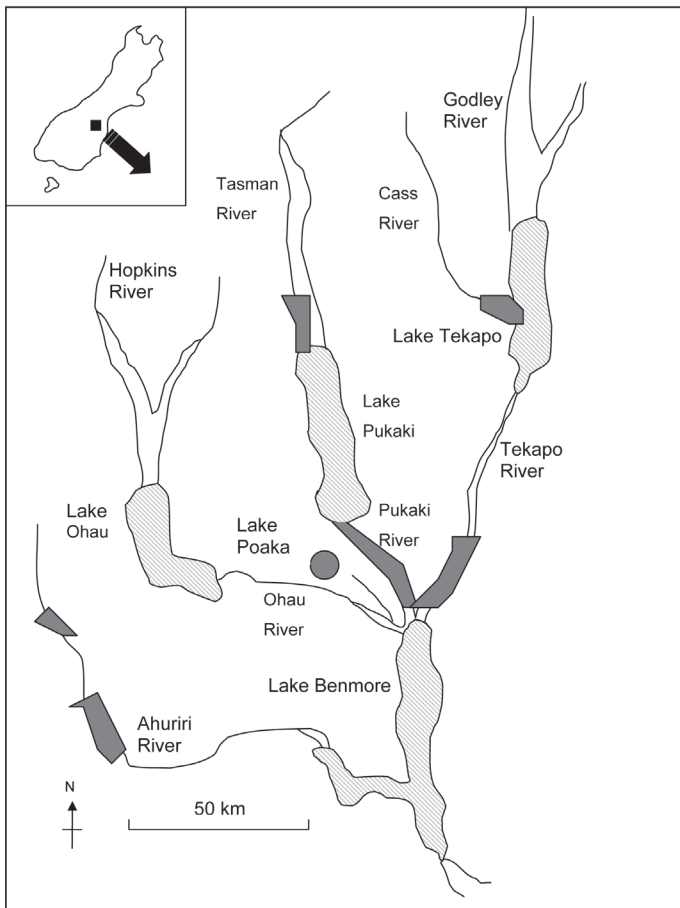 Godley
River
Tasman
River
Cass
River
Hopkins
River
Lake Tekapo
Lake
Pukaki
Tekapo
River
Lake
Ohau
Lake
Poaka
Pukaki
River
Ohau
River
Lake Benmore
Ahuriri
River
N
50 km